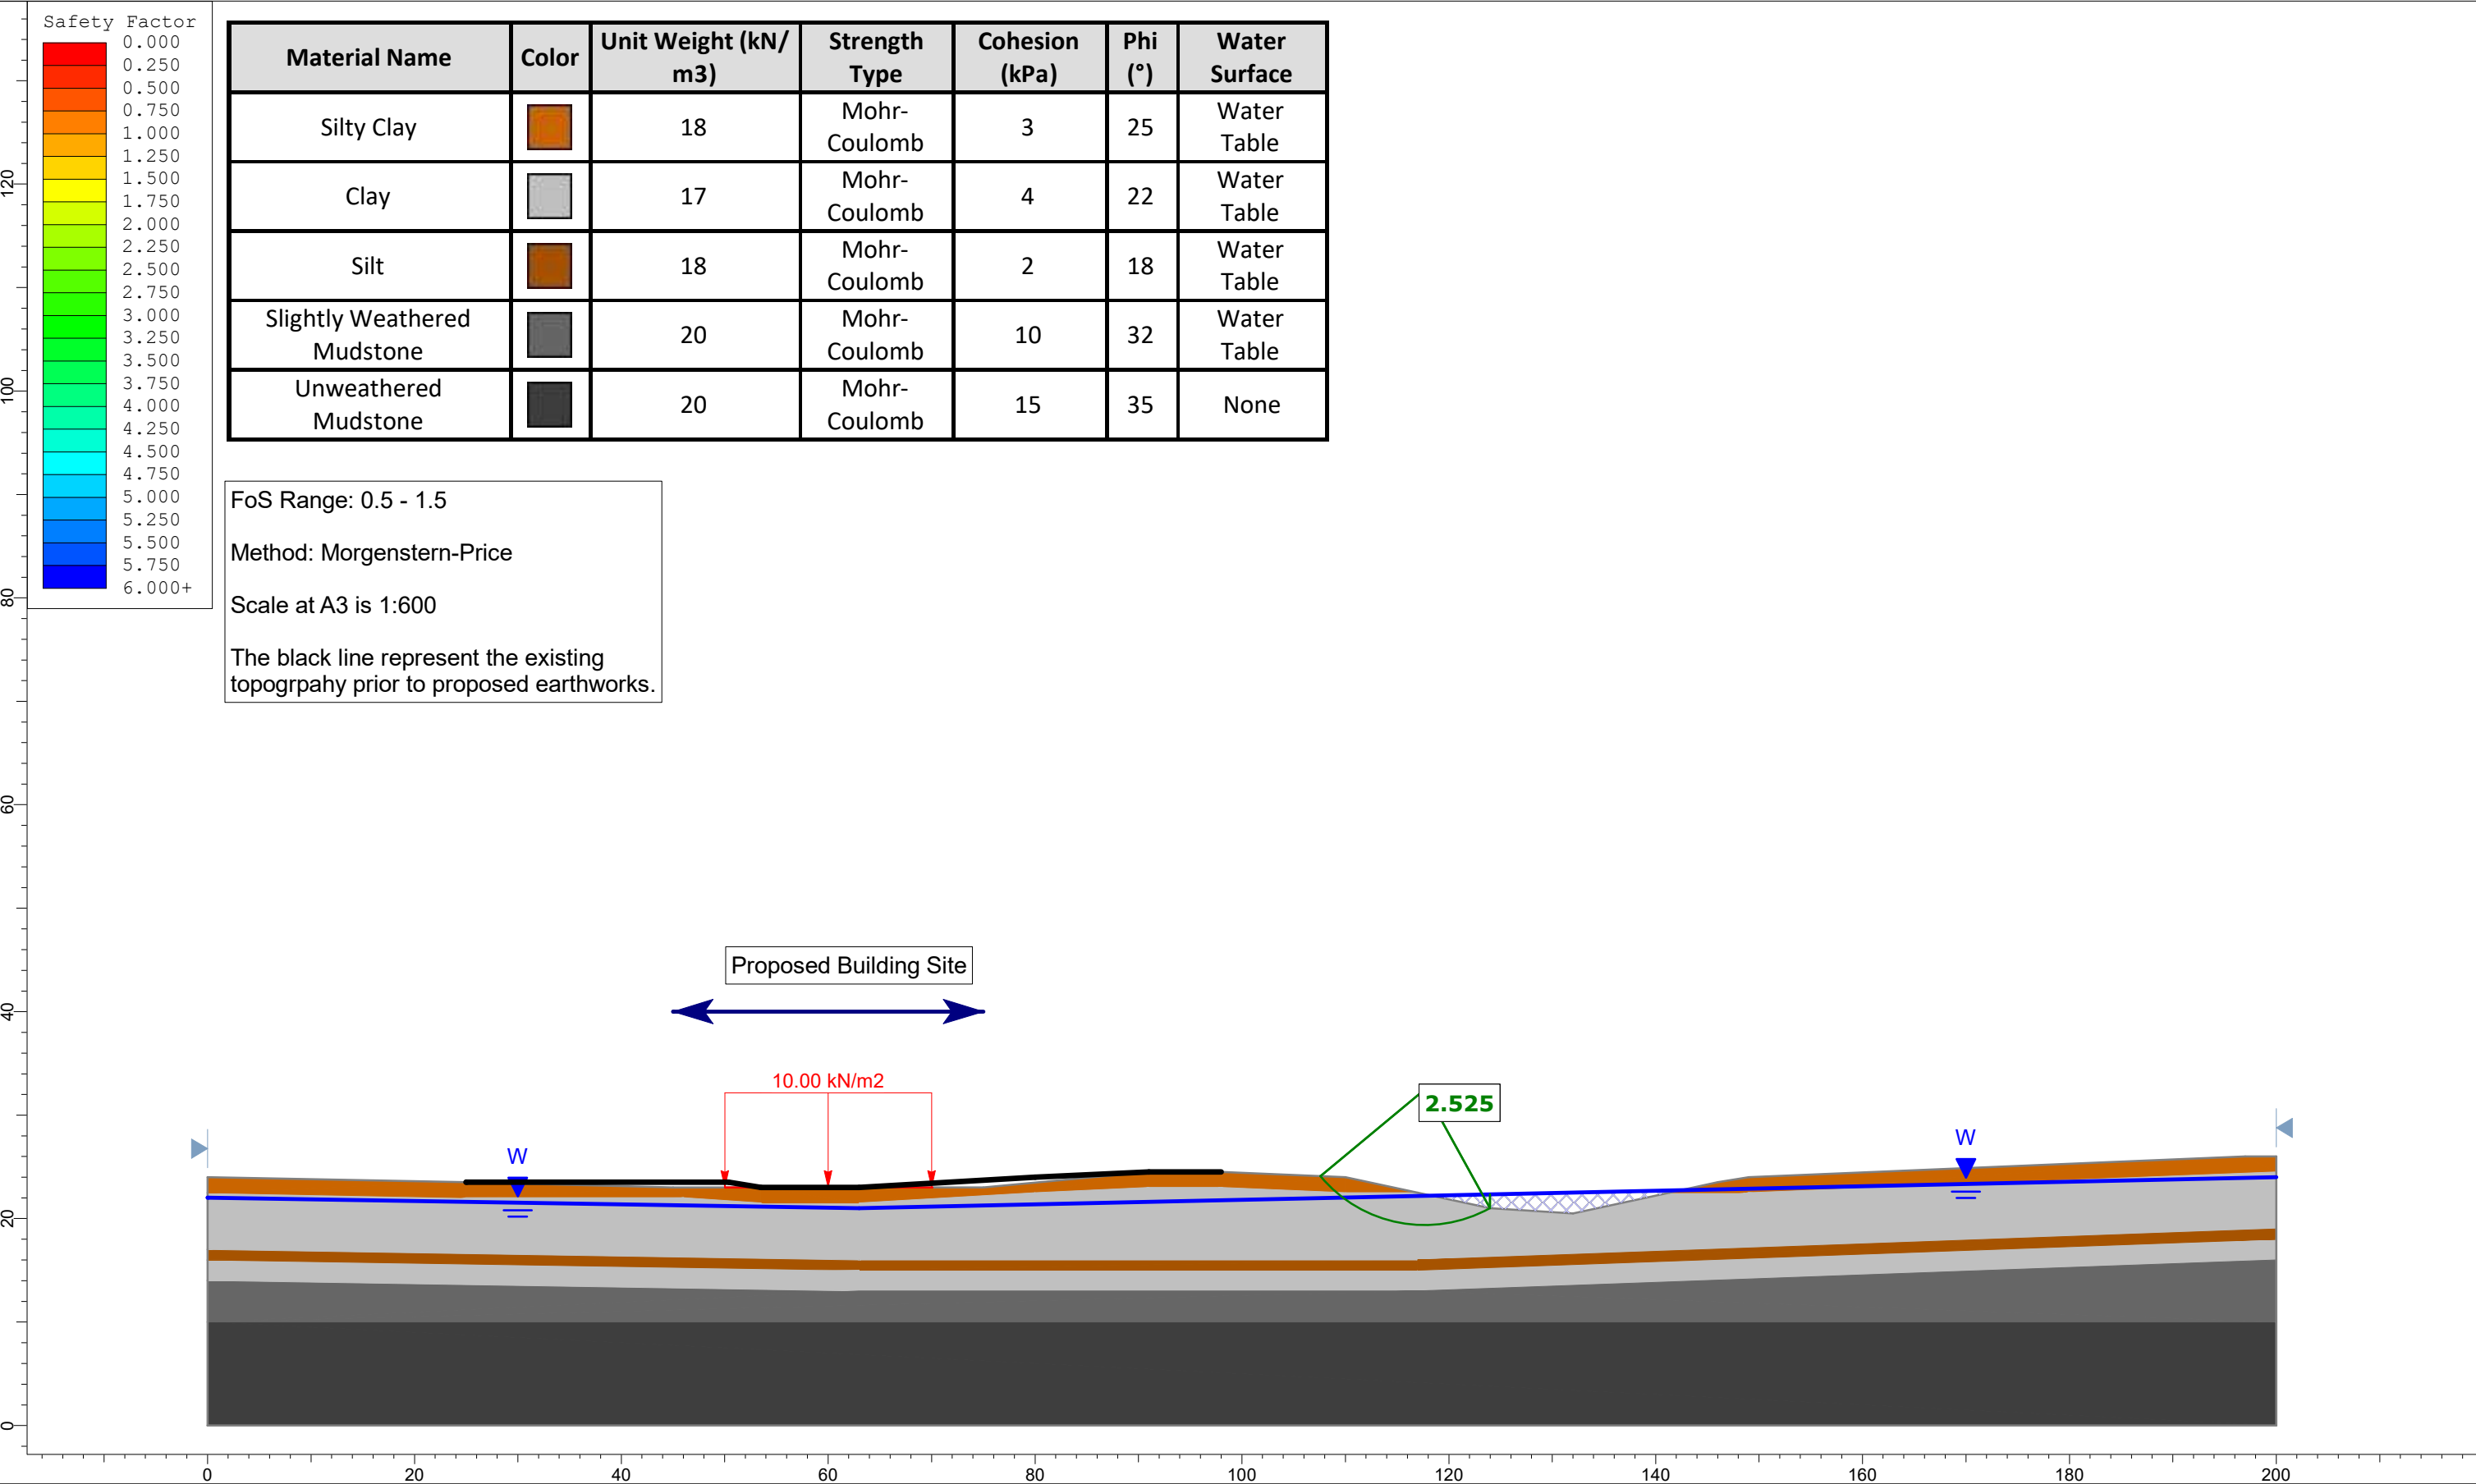 Safety Factor
0.000
0.250
0.500
0.750
1.000
1.250
1.500
1.750
2.000
2.250
2.500
2.750
3.000
3.250
3.500
3.750
4.000
4.250
4.500
4.750
5.000
5.250
5.500
5.750
6.000+
Material Name Color Unit Weight (kN/ Strength Cohesion Phi Water
m3) Type (kPa) (°) Surface
Silty Clay 18 Mohr- 3 25 Water
Coulomb Table
Clay 17 Mohr- 4 22 Water
Coulomb Table
Silt 18 Mohr- 2 18 Water
Coulomb Table
Slightly Weathered 20 Mohr- 10 32 Water
Mudstone Coulomb Table
Unweathered 20 Mohr- 15 35 None
Mudstone Coulomb
FoS Range: 0.5 - 1.5
Method: Morgenstern-Price
Scale at A3 is 1:600
The black line represent the existing
topogrpahy prior to proposed earthworks.
Proposed Building Site
10.00 kN/m2
2.525
W
W
120
100
80
60
40
20
0
0 20 40 60 80 100 120 140 160 180 200